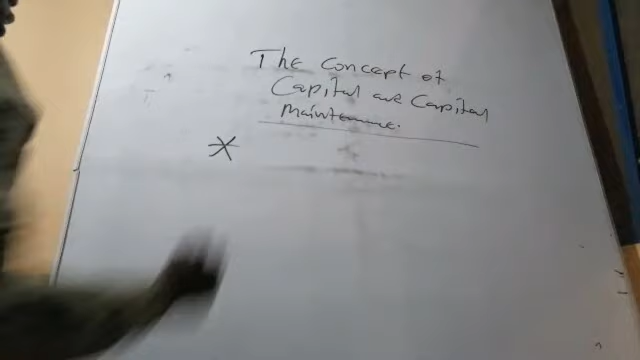 The Concept of
Capital and Capital
Maintenance.
*